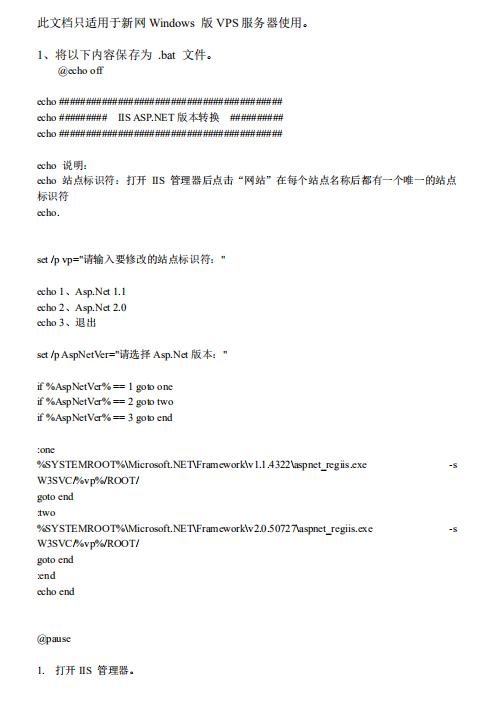 此文档只适用于新网 Windows 版 VPS 服务器使用。
1、将以下内容保存为 .bat 文件。
@echo off
echo ##########################################
echo ######### IIS ASP.NET 版本转换 ##########
echo ##########################################
echo 说明：
echo 站点标识符：打开 IIS 管理器后点击“网站”在每个站点名称后都有一个唯一的站点
标识符
echo.
set /p vp="请输入要修改的站点标识符："
echo 1、Asp.Net 1.1
echo 2、Asp.Net 2.0
echo 3、退出
set /p AspNetVer="请选择 Asp.Net 版本："
if %AspNetVer% == 1 goto one
if %AspNetVer% == 2 goto two
if %AspNetVer% == 3 goto end
:one
%SYSTEMROOT%\Microsoft.NET\Framework\v1.1.4322\aspnet_regiis.exe -s
W3SVC/%vp%/ROOT/
goto end
:two
%SYSTEMROOT%\Microsoft.NET\Framework\v2.0.50727\aspnet_regiis.exe -s
W3SVC/%vp%/ROOT/
goto end
:end
echo end
@pause
1. 打开 IIS 管理器。